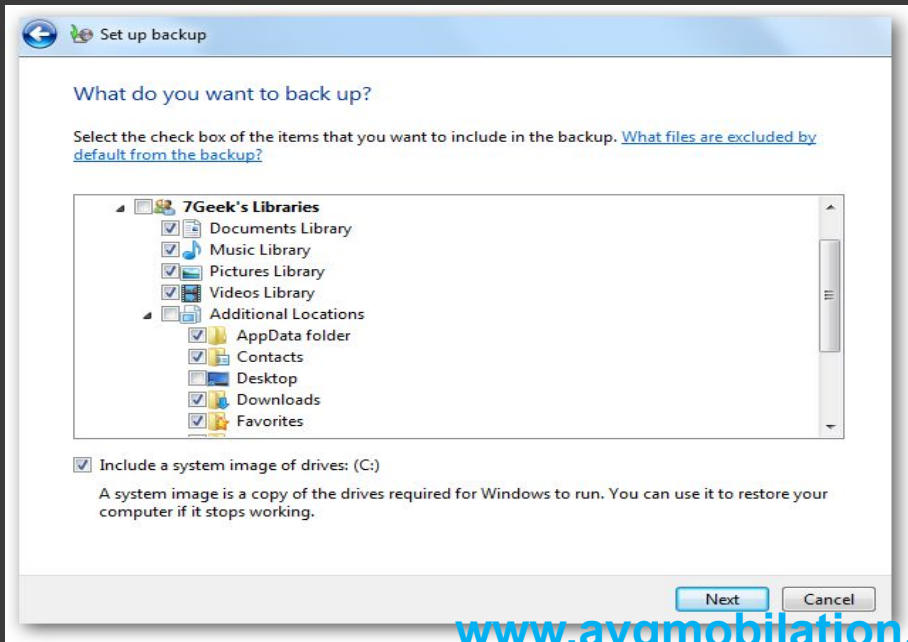 Set up backup
What do you want to back up?
Select the check box of the items that you want to include in the backup. What files are excluded by
default from the backup?
7Geek's Libraries
Documents Library
Music Library
Pictures Library
Videos Library
Additional Locations
AppData folder
Contacts
Desktop
Downloads
Favorites
Include a system image of drives: (C:)
A system image is a copy of the drives required for Windows to run. You can use it to restore your
computer if it stops working.
Next Cancel
www.avgmobilation.